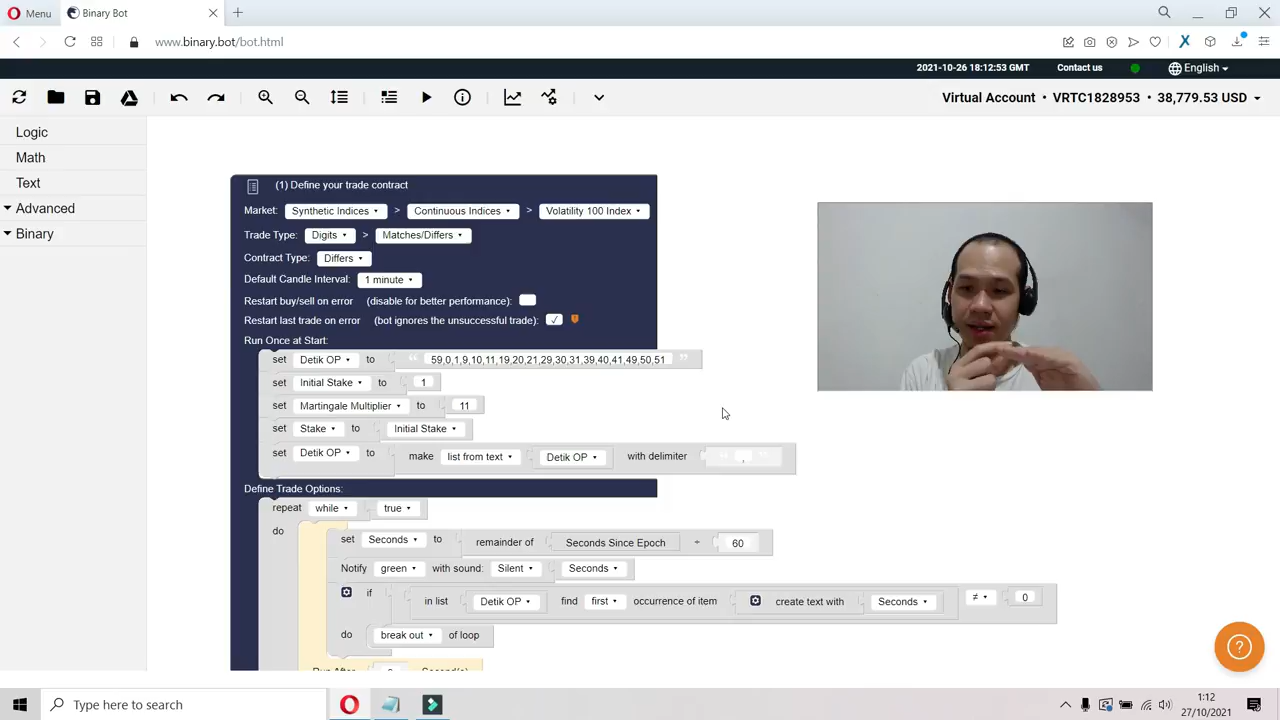 Menu
Binary Bot
www.binary.bot/bot.html
2021-10-26 18:12:53 GMT Contact us English
Virtual Account • VRTC1828953 • 38,779.53 USD
Logic
Math
Text
Advanced
Binary
(1) Define your trade contract
Market: Synthetic Indices > Continuous Indices > Volatility 100 Index
Trade Type: Digits > Matches/Differs
Contract Type: Differs
Default Candle Interval: 1 minute
Restart buy/sell on error (disable for better performance):
Restart last trade on error (bot ignores the unsuccessful trade): ✓
Run Once at Start:
set Detik OP to “ 59,0,1,9,10,11,19,20,21,29,30,31,39,40,41,49,50,51 ”
set Initial Stake to 1
set Martingale Multiplier to 11
set Stake to Initial Stake
set Detik OP to make list from text Detik OP with delimiter “ , ”
Define Trade Options:
repeat while true
do
set Seconds to remainder of Seconds Since Epoch ÷ 60
Notify green with sound: Silent Seconds
if in list Detik OP find first occurrence of item create text with Seconds ≠ 0
do break out of loop
Run After Second(s)
?
Type here to search
1:12
27/10/2021